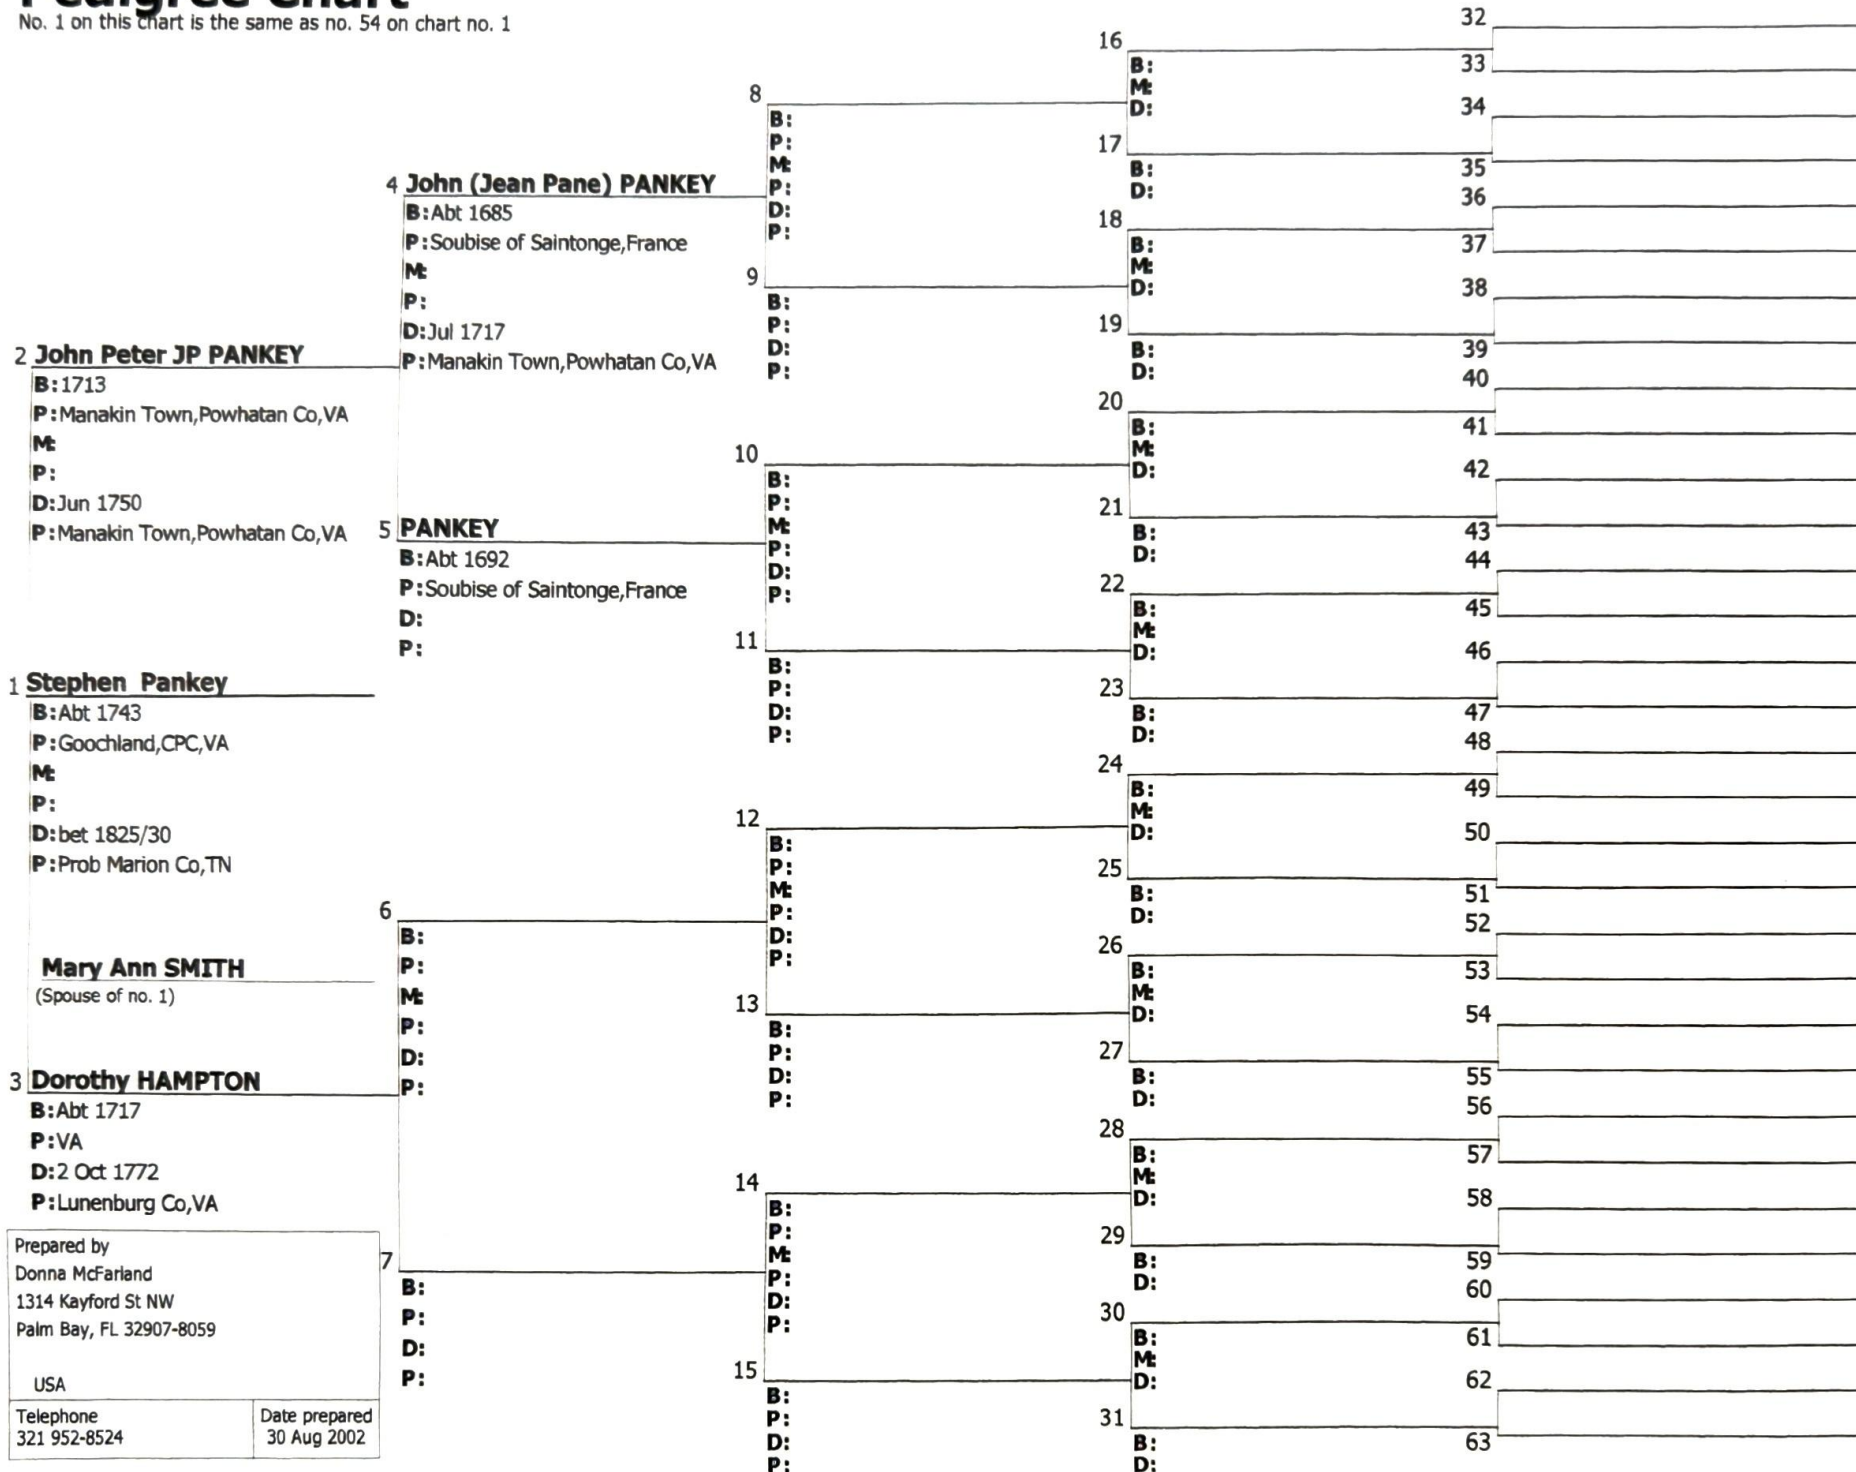 Pedigree Chart
No. 1 on this chart is the same as no. 54 on chart no. 1
2 John Peter JP PANKEY
B:1713
P:Manakin Town,Powhatan Co,VA
M:
P:
D:Jun 1750
P:Manakin Town,Powhatan Co,VA
1 Stephen Pankey
B:Abt 1743
P:Goochland,CPC,VA
M:
P:
D:bet 1825/30
P:Prob Marion Co,TN
Mary Ann SMITH
(Spouse of no. 1)
3 Dorothy HAMPTON
B:Abt 1717
P:VA
D:2 Oct 1772
P:Lunenburg Co,VA
Prepared by
Donna McFarland
1314 Kayford St NW
Palm Bay, FL 32907-8059
USA
Telephone
321 952-8524
Date prepared
30 Aug 2002
4 John (Jean Pane) PANKEY
B:Abt 1685
P:Soubise of Saintonge,France
M:
P:
D:Jul 1717
P:Manakin Town,Powhatan Co,VA
5 PANKEY
B:Abt 1692
P:Soubise of Saintonge,France
D:
P:
6
B:
P:
M:
P:
D:
P:
7
B:
P:
D:
P:
8
B:
P:
M:
P:
D:
P:
9
B:
P:
D:
P:
10
B:
P:
M:
P:
D:
P:
11
B:
P:
D:
P:
12
B:
P:
M:
P:
D:
P:
13
B:
P:
D:
P:
14
B:
P:
M:
P:
D:
P:
15
B:
P:
D:
P:
16
B:
M:
D:
17
B:
D:
18
B:
M:
D:
19
B:
D:
20
B:
M:
D:
21
B:
D:
22
B:
M:
D:
23
B:
D:
24
B:
M:
D:
25
B:
D:
26
B:
M:
D:
27
B:
D:
28
B:
M:
D:
29
B:
D:
30
B:
M:
D:
31
B:
D:
32
33
34
35
36
37
38
39
40
41
42
43
44
45
46
47
48
49
50
51
52
53
54
55
56
57
58
59
60
61
62
63